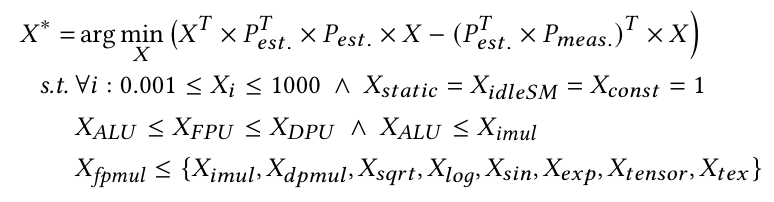 X* = arg min_X (X^T × P_est.^T × P_est. × X − (P_est.^T × P_meas.)^T × X)
s.t. ∀i : 0.001 ≤ X_i ≤ 1000 ∧ X_static = X_idleSM = X_const = 1
X_ALU ≤ X_FPU ≤ X_DPU ∧ X_ALU ≤ X_imul
X_fpmul ≤ {X_imul, X_dpmul, X_sqrt, X_log, X_sin, X_exp, X_tensor, X_tex}